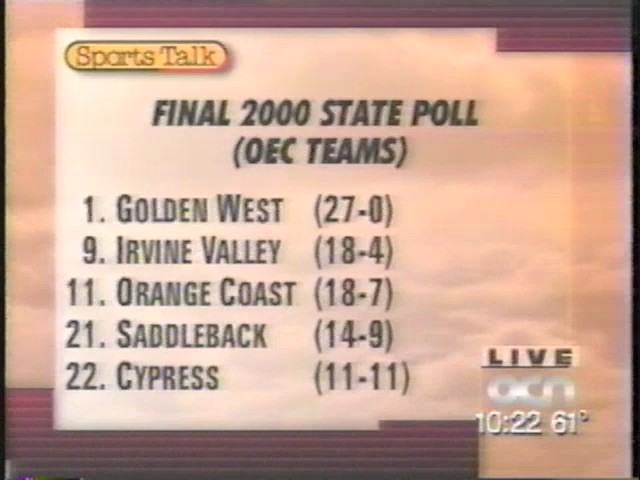 Sports Talk
FINAL 2000 STATE POLL
(OEC TEAMS)
1. GOLDEN WEST (27-0)
9. IRVINE VALLEY (18-4)
11. ORANGE COAST (18-7)
21. SADDLEBACK (14-9)
22. CYPRESS (11-11)
LIVE
ocn
10:22 61°